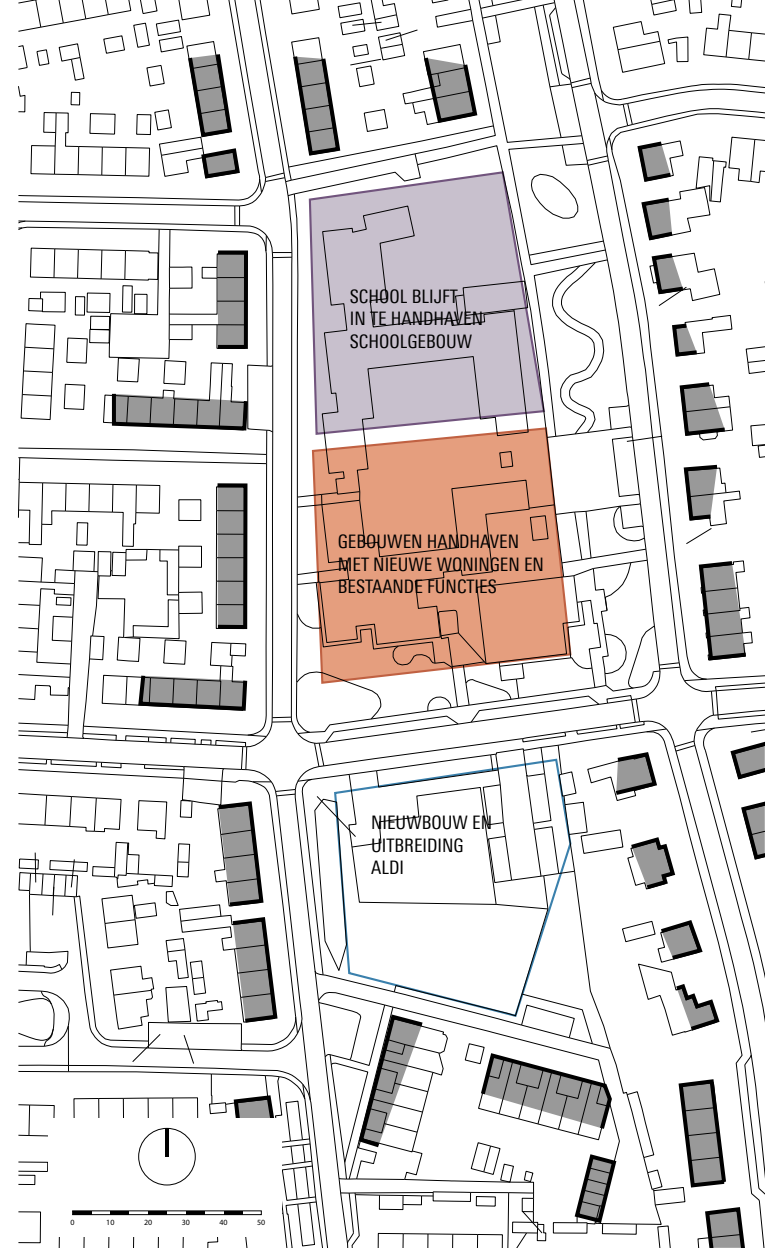 SCHOOL BLIJFT
IN TE HANDHAVEN
SCHOOLGEBOUW
GEBOUWEN HANDHAVEN
MET NIEUWE WONINGEN EN
BESTAANDE FUNCTIES
NIEUWBOUW EN
UITBREIDING
ALDI
0 10 20 30 40 50